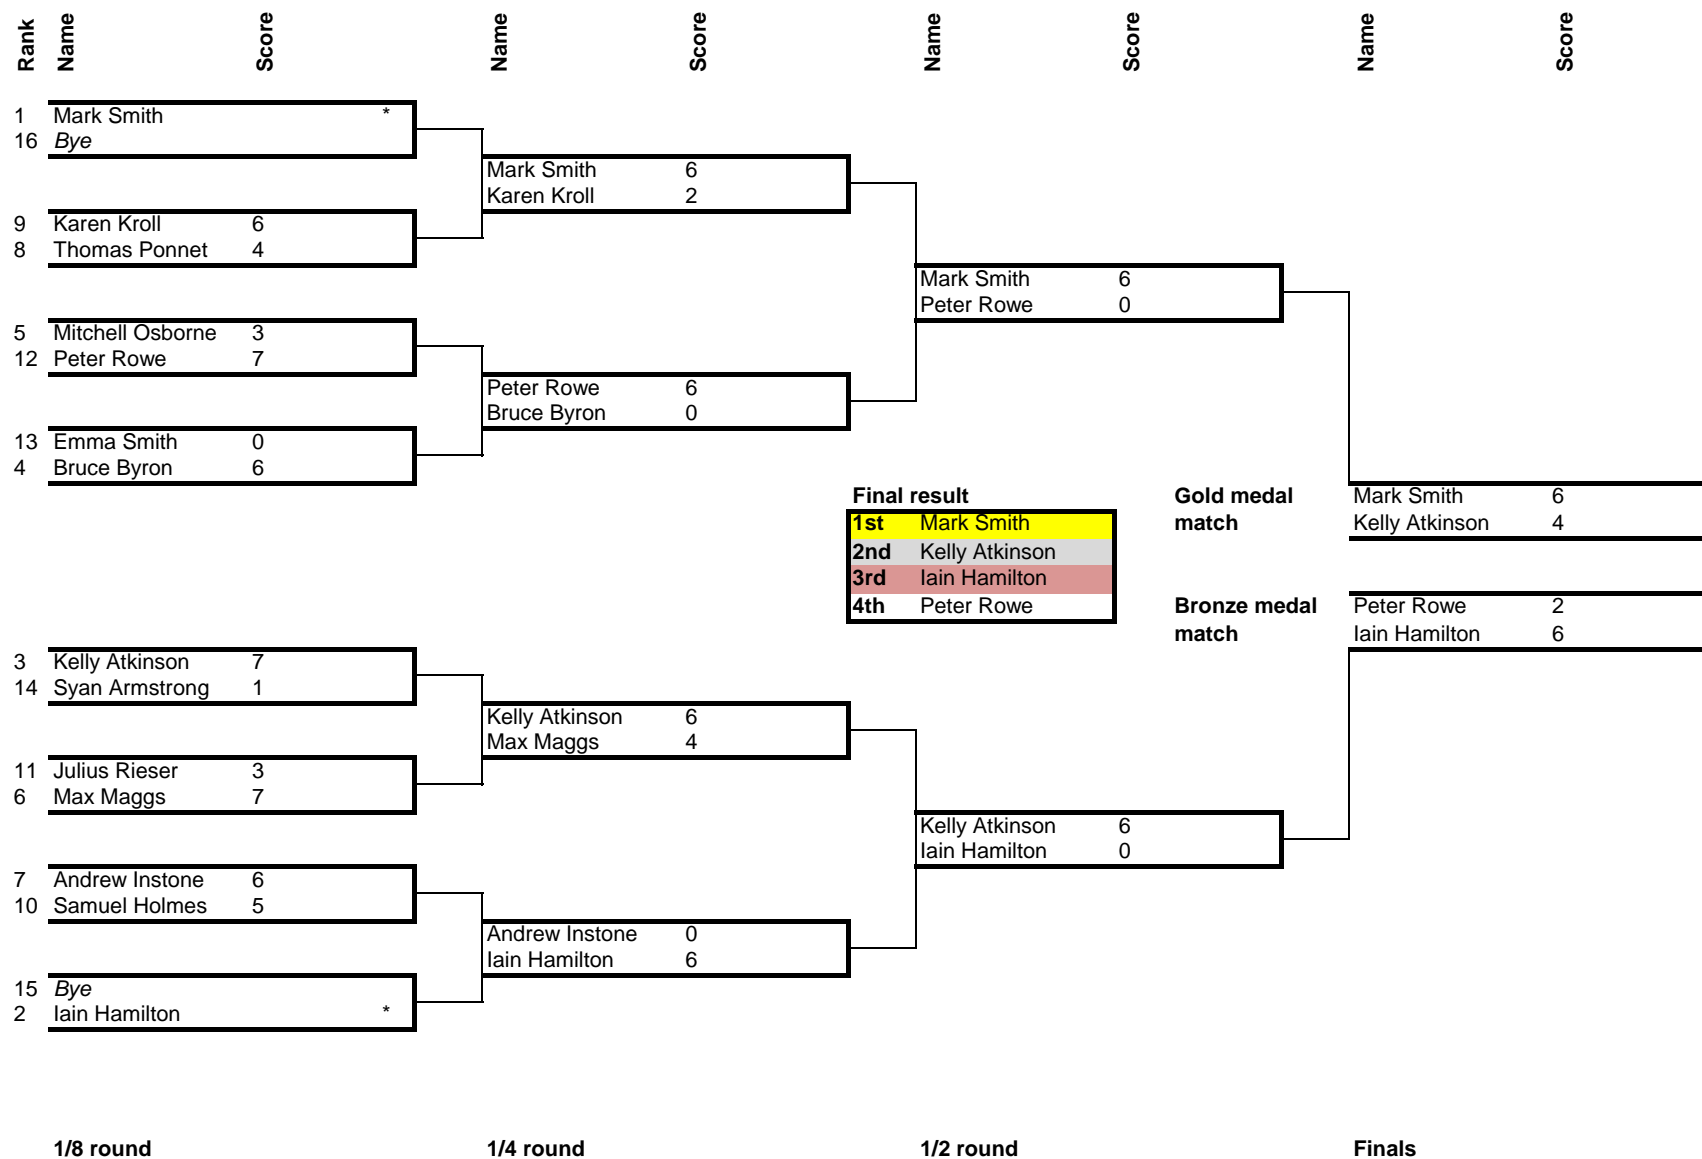 Rank Name Score Name Score Name Score Name Score
1 Mark Smith *
16 Bye
Mark Smith 6
Karen Kroll 2
9 Karen Kroll 6
8 Thomas Ponnet 4
Mark Smith 6
Peter Rowe 0
5 Mitchell Osborne 3
12 Peter Rowe 7
Peter Rowe 6
Bruce Byron 0
13 Emma Smith 0
4 Bruce Byron 6
Final result Gold medal Mark Smith 6
1st Mark Smith match Kelly Atkinson 4
2nd Kelly Atkinson
3rd Iain Hamilton
4th Peter Rowe Bronze medal Peter Rowe 2
match Iain Hamilton 6
3 Kelly Atkinson 7
14 Syan Armstrong 1
Kelly Atkinson 6
Max Maggs 4
11 Julius Rieser 3
6 Max Maggs 7
Kelly Atkinson 6
Iain Hamilton 0
7 Andrew Instone 6
10 Samuel Holmes 5
Andrew Instone 0
Iain Hamilton 6
15 Bye
2 Iain Hamilton *
1/8 round 1/4 round 1/2 round Finals